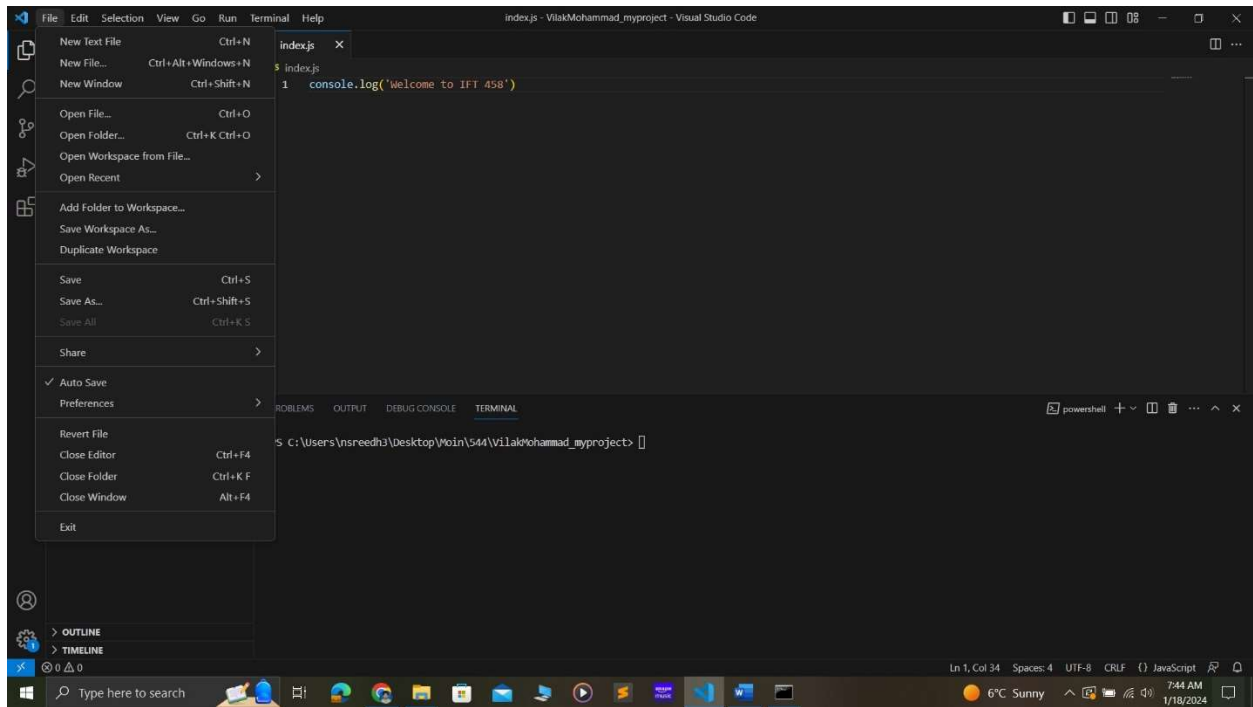 File Edit Selection View Go Run Terminal Help index.js - VilakMohammad_myproject - Visual Studio Code
New Text File Ctrl+N
New File... Ctrl+Alt+Windows+N
New Window Ctrl+Shift+N
Open File... Ctrl+O
Open Folder... Ctrl+K Ctrl+O
Open Workspace from File...
Open Recent
Add Folder to Workspace...
Save Workspace As...
Duplicate Workspace
Save Ctrl+S
Save As... Ctrl+Shift+S
Save All Ctrl+K S
Share
Auto Save
Preferences
Revert File
Close Editor Ctrl+F4
Close Folder Ctrl+K F
Close Window Alt+F4
Exit
index.js
index.js
1 console.log('Welcome to IFT 458')
ROBLEMS OUTPUT DEBUG CONSOLE TERMINAL powershell
PS C:\Users\nsreedh3\Desktop\Moin\544\VilakMohammad_myproject>
> OUTLINE
> TIMELINE
0 0 Ln 1, Col 34 Spaces: 4 UTF-8 CRLF {} JavaScript
Type here to search 6°C Sunny 7:44 AM
1/18/2024